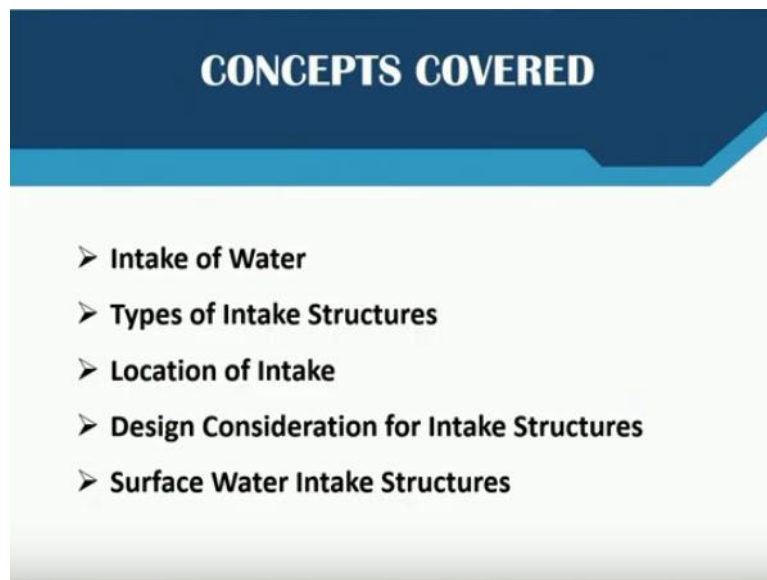 CONCEPTS COVERED
➤ Intake of Water
➤ Types of Intake Structures
➤ Location of Intake
➤ Design Consideration for Intake Structures
➤ Surface Water Intake Structures